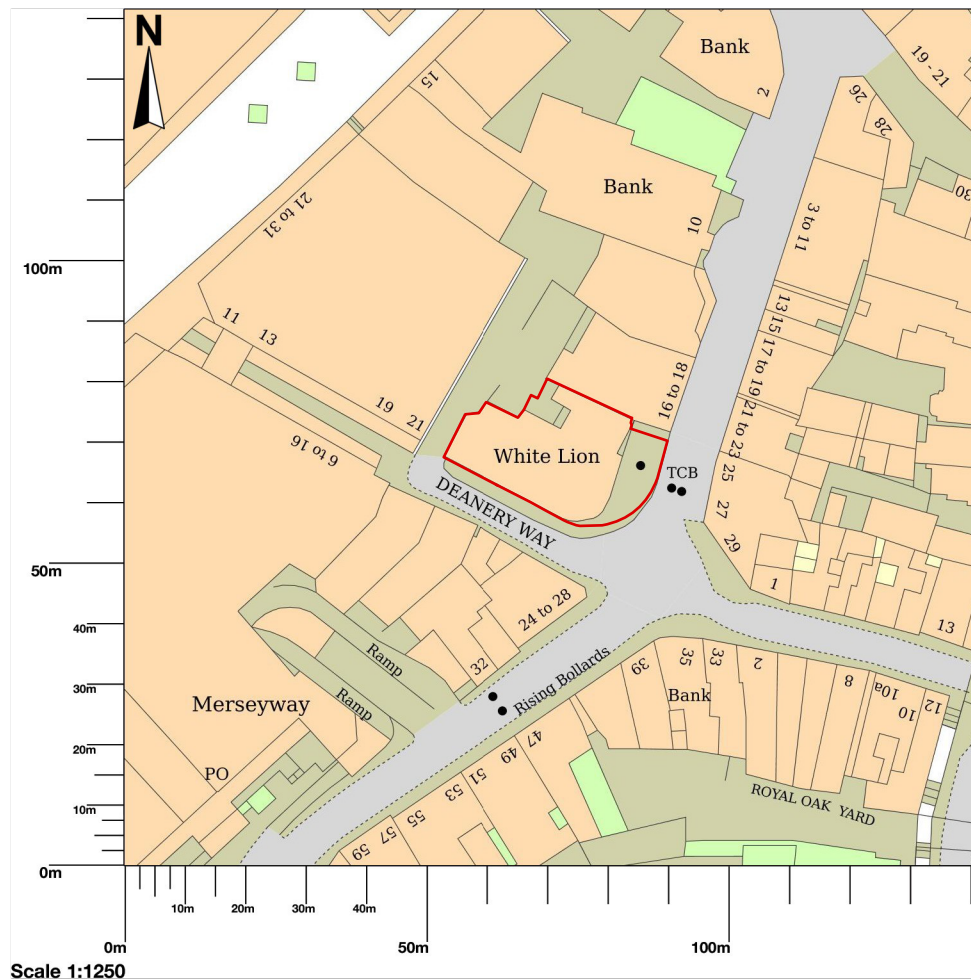 N
Bank
2
19 - 21
26
28
30
15
Bank
10
3 to 11
21 to 31
100m
11
13
13
15
17 to 19
16 to 18
19
21
21 to 23
6 to 16
White Lion
TCB
25
27
29
DEANERY WAY
50m
1
13
24 to 28
40m
32
Ramp
Ramp
Rising Bollards
39
35
33
2
8
10a
10
12
Bank
30m
Merseyway
20m
PO
47
49
51
53
55
57
59
ROYAL OAK YARD
10m
0m
10m
20m
30m
40m
0m
50m
100m
Scale 1:1250